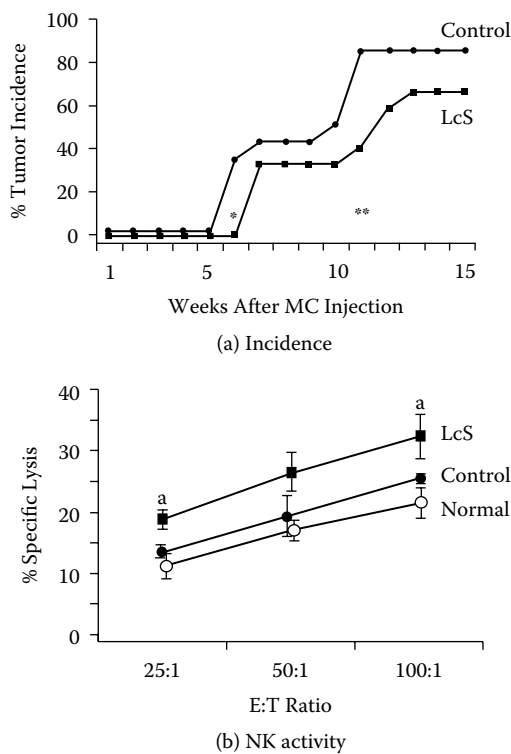 100
80
60
40
20
0
% Tumor Incidence
Control
LcS
*
**
1 5 10 15
Weeks After MC Injection
(a) Incidence
40
30
20
10
0
% Specific Lysis
a
a
LcS
Control
Normal
25:1 50:1 100:1
E:T Ratio
(b) NK activity